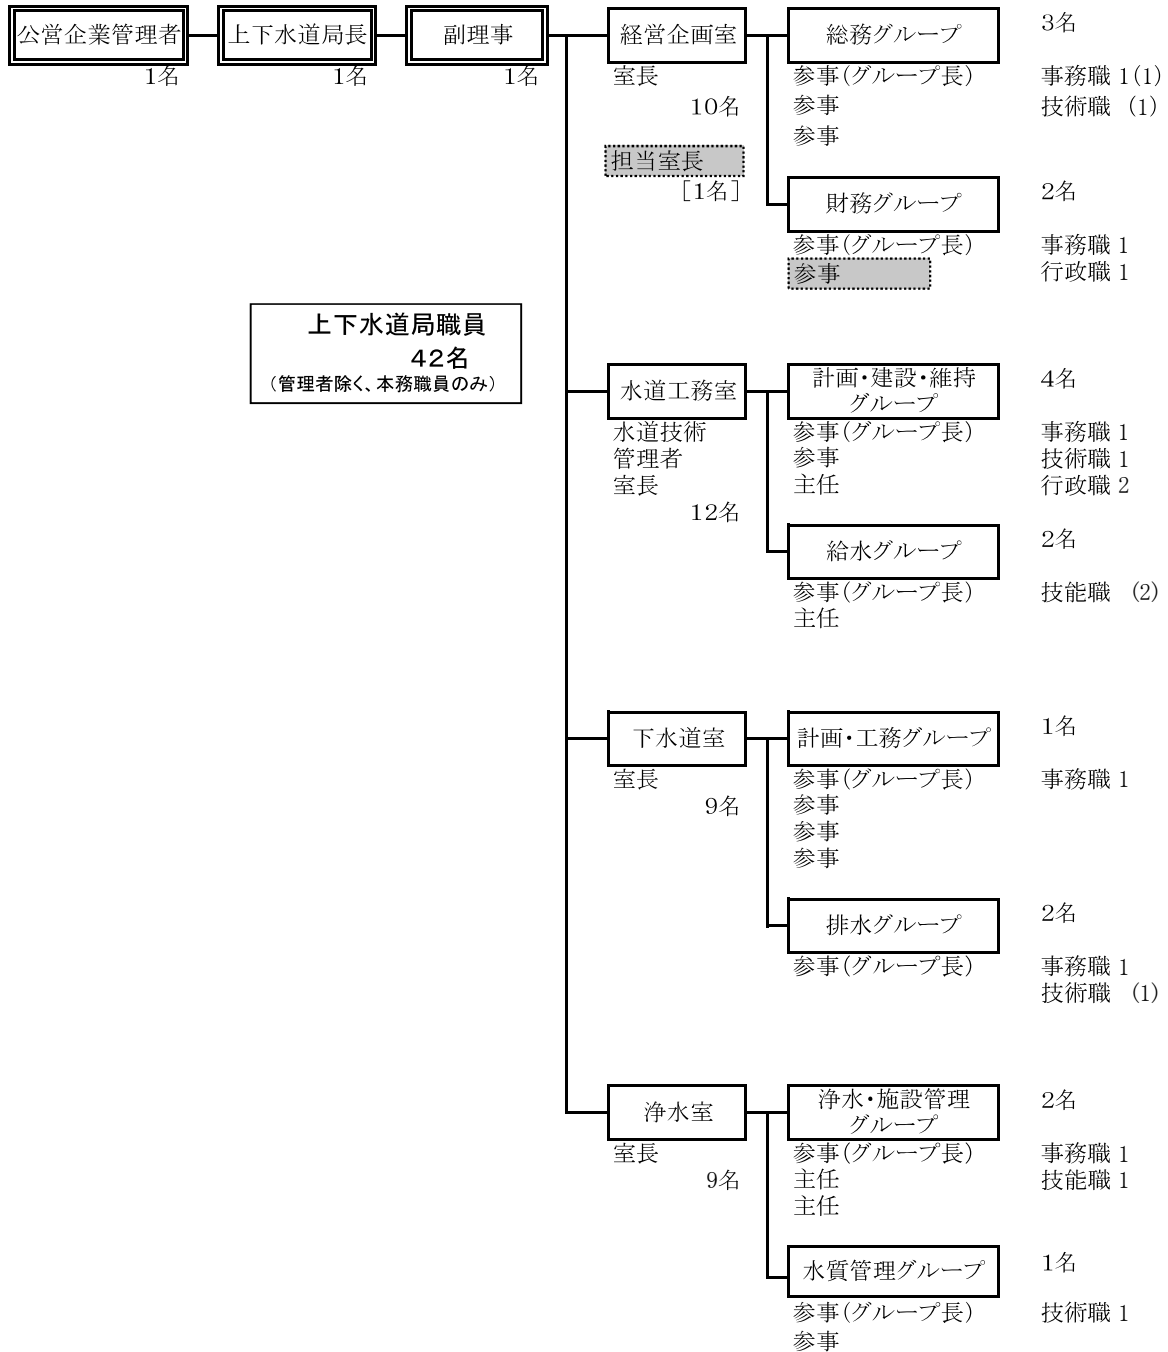 公営企業管理者
1名
上下水道局長
1名
副理事
1名
経営企画室
室長
10名
担当室長
[1名]
総務グループ
3名
参事(グループ長)
事務職 1(1)
参事
技術職 (1)
参事
財務グループ
2名
参事(グループ長)
事務職 1
参事
行政職 1
上下水道局職員
42名
(管理者除く、本務職員のみ)
水道工務室
水道技術
管理者
室長
12名
計画・建設・維持
グループ
4名
参事(グループ長)
事務職 1
参事
技術職 1
主任
行政職 2
給水グループ
2名
参事(グループ長)
技能職 (2)
主任
下水道室
室長
9名
計画・工務グループ
1名
参事(グループ長)
事務職 1
参事
参事
参事
排水グループ
2名
参事(グループ長)
事務職 1
技術職 (1)
浄水室
室長
9名
浄水・施設管理
グループ
2名
参事(グループ長)
事務職 1
主任
技能職 1
主任
水質管理グループ
1名
参事(グループ長)
技術職 1
参事